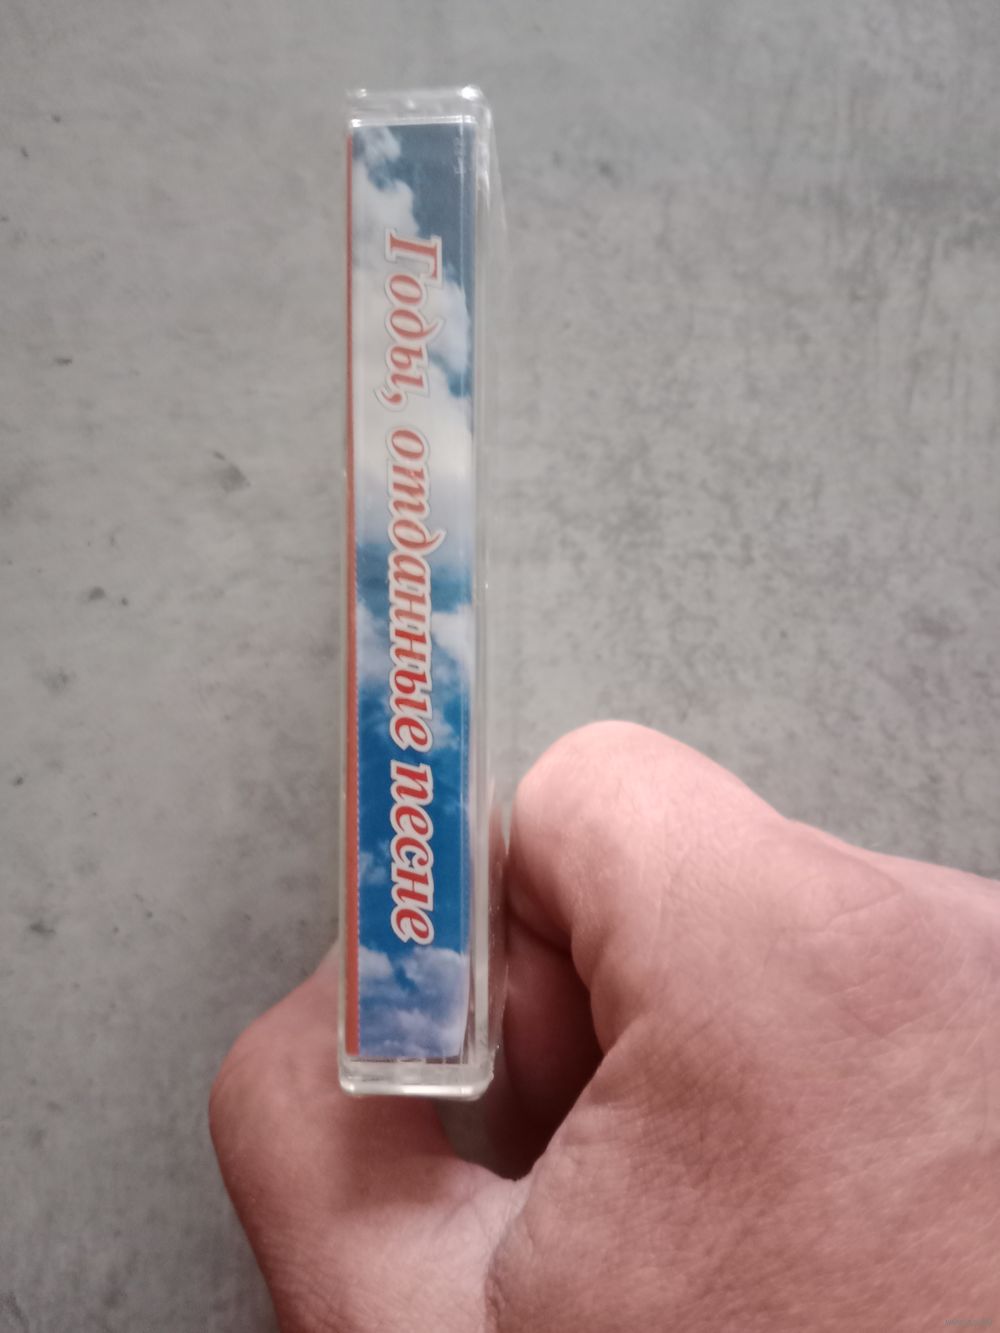 Годы, отданные песне